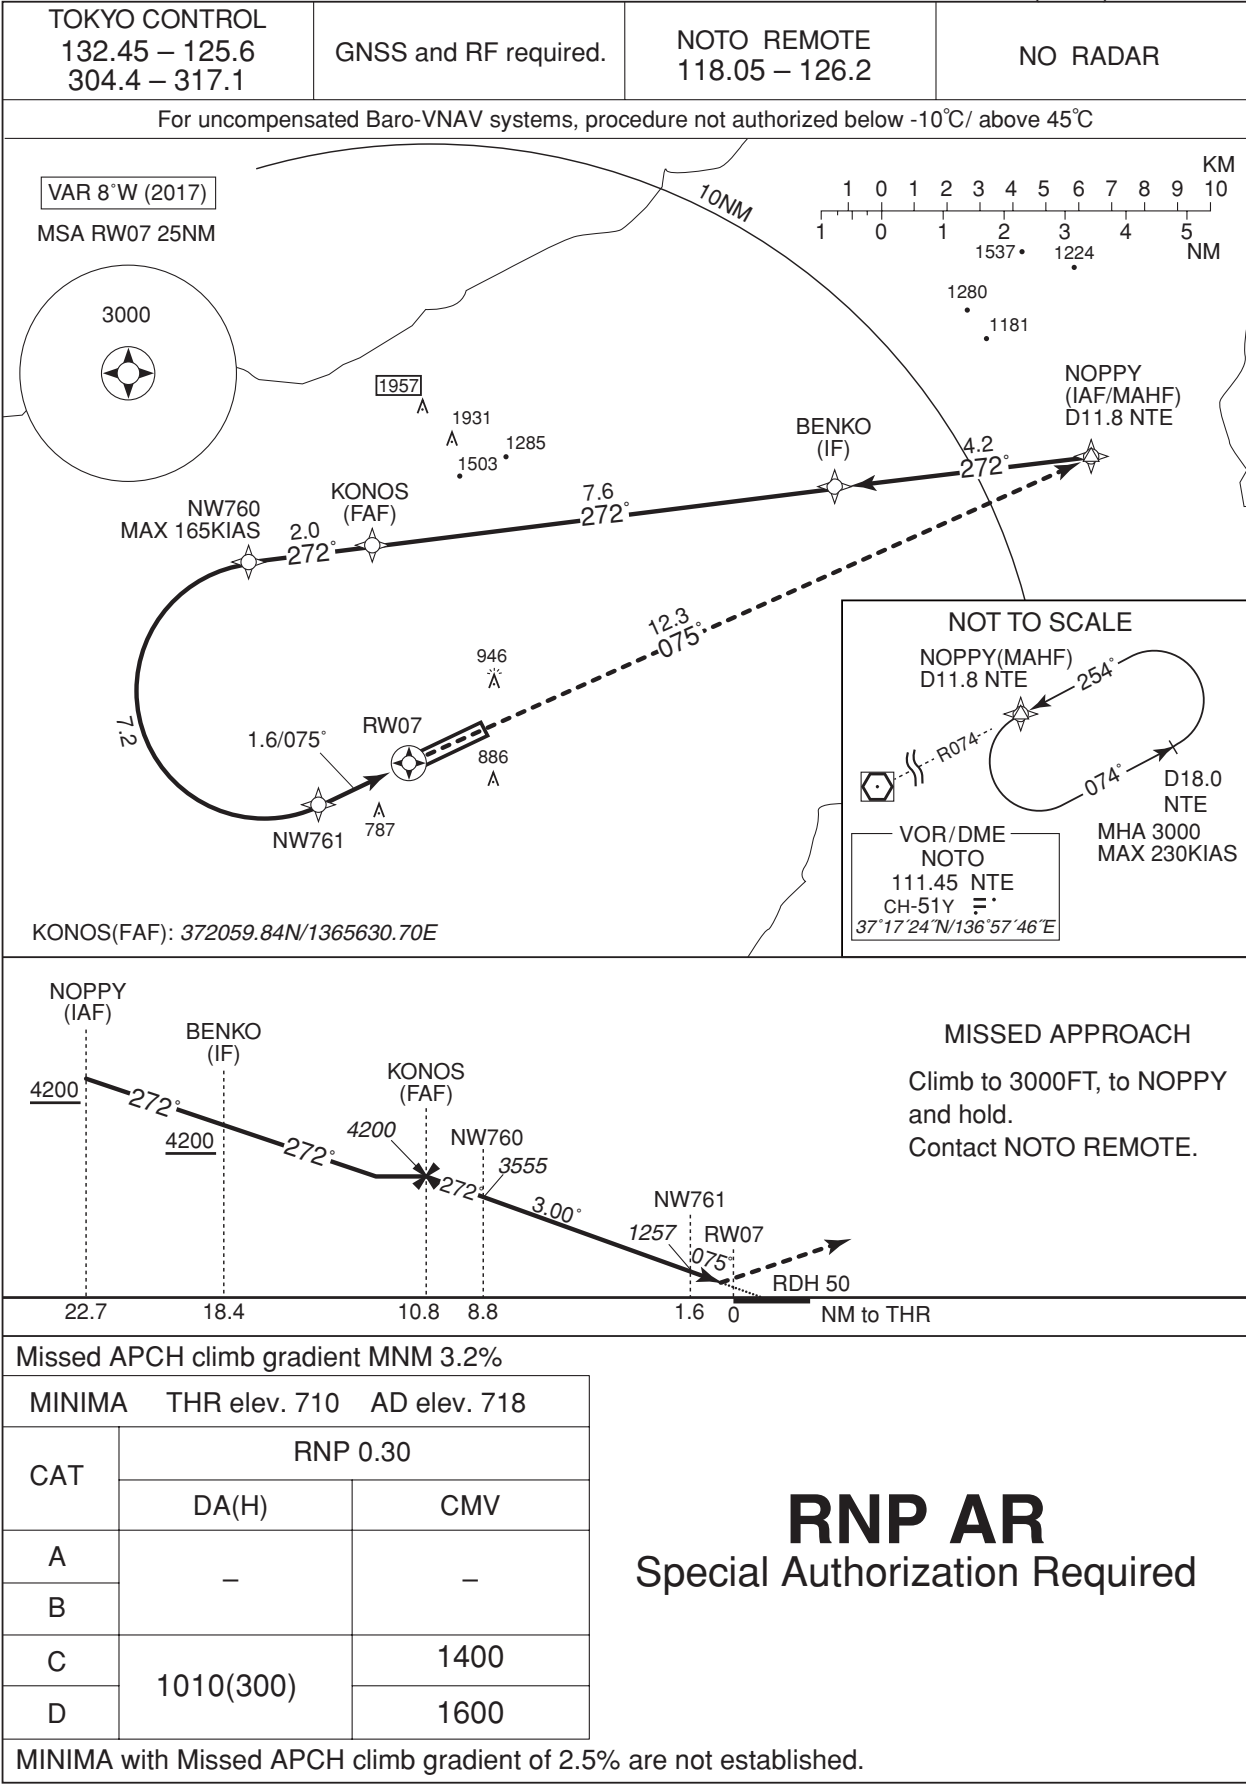 TOKYO CONTROL
132.45 – 125.6
304.4 – 317.1
GNSS and RF required.
NOTO REMOTE
118.05 – 126.2
NO RADAR
For uncompensated Baro-VNAV systems, procedure not authorized below -10℃/ above 45℃
VAR 8°W (2017)
MSA RW07 25NM
3000
10NM
KM
1 0 1 2 3 4 5 6 7 8 9 10
1 0 1 2 3 4 5
NM
1537
1224
1280
1181
1957
1931
1285
1503
NOPPY
(IAF/MAHF)
D11.8 NTE
BENKO
(IF)
4.2
272°
KONOS
(FAF)
7.6
272°
NW760
MAX 165KIAS
2.0
272°
12.3
075°
946
RW07
886
7.2
1.6/075°
NW761
787
KONOS(FAF): 372059.84N/1365630.70E
NOT TO SCALE
NOPPY(MAHF)
D11.8 NTE
254°
R074
074°
D18.0
NTE
MHA 3000
MAX 230KIAS
VOR/DME
NOTO
111.45 NTE
CH-51Y
37°17′24″N/136°57′46″E
NOPPY
(IAF)
BENKO
(IF)
KONOS
(FAF)
4200
272°
4200
272°
4200
NW760
3555
272°
3.00°
NW761
1257
RW07
075°
RDH 50
22.7
18.4
10.8
8.8
1.6
0
NM to THR
MISSED APPROACH
Climb to 3000FT, to NOPPY
and hold.
Contact NOTO REMOTE.
Missed APCH climb gradient MNM 3.2%
MINIMA THR elev. 710 AD elev. 718
CAT
RNP 0.30
DA(H)
CMV
A
–
–
B
C
1010(300)
1400
D
1600
MINIMA with Missed APCH climb gradient of 2.5% are not established.
RNP AR
Special Authorization Required